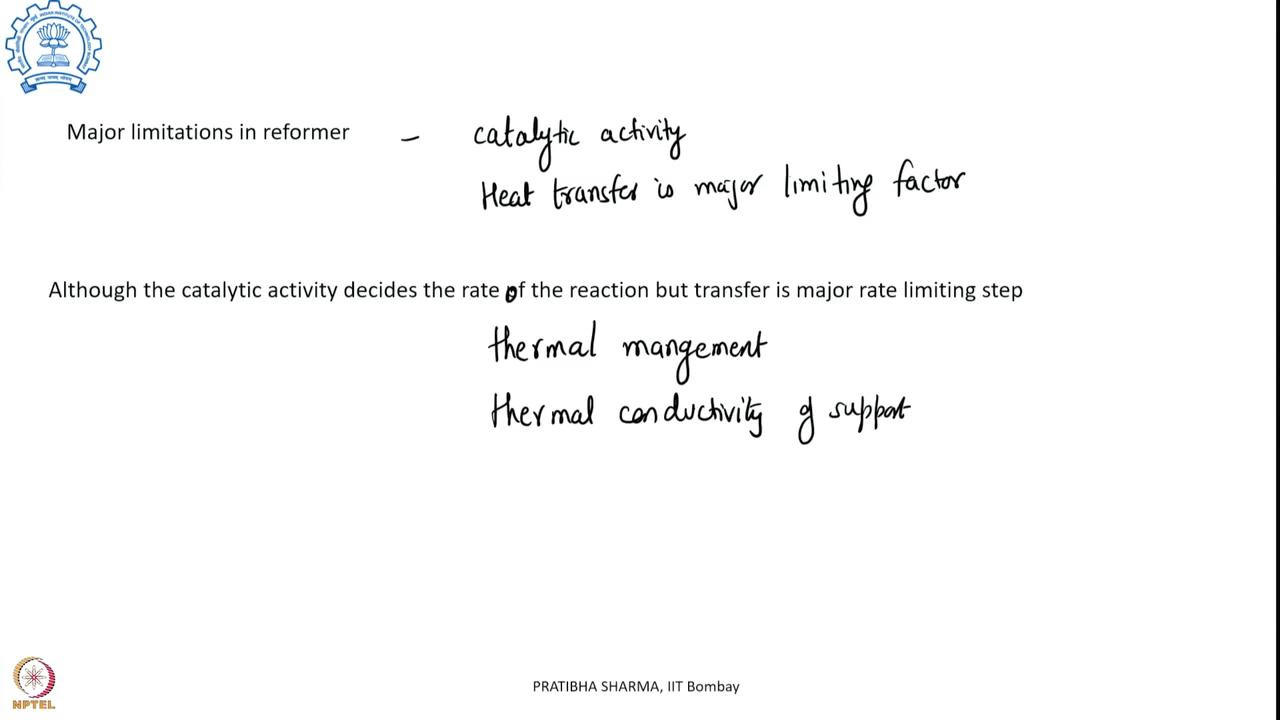 Major limitations in reformer – catalytic activity
Heat transfer is major limiting factor
Although the catalytic activity decides the rate of the reaction but transfer is major rate limiting step
thermal mangement
thermal conductivity of support
NPTEL
PRATIBHA SHARMA, IIT Bombay